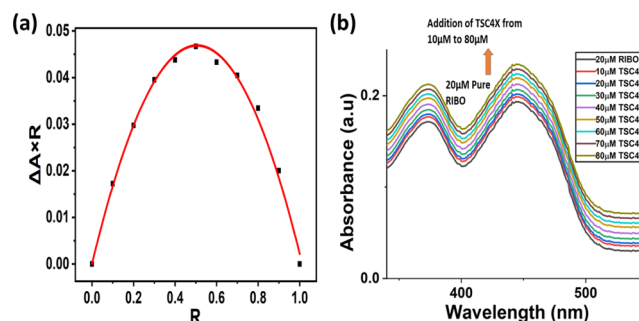 (a)
0.05
0.04
0.03
0.02
0.01
0.00
ΔA×R
0.0 0.2 0.4 0.6 0.8 1.0
R
(b)
Addition of TSC4X from
10μM to 80μM
20μM Pure
RIBO
20μM RIBO
10μM TSC4
20μM TSC4
30μM TSC4
40μM TSC4
50μM TSC4
60μM TSC4
70μM TSC4
80μM TSC4
0.2
0.0
Absorbance (a.u)
400 500
Wavelength (nm)